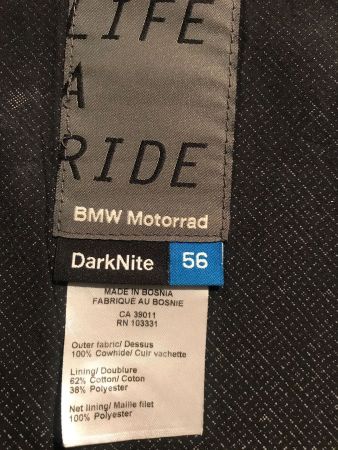 LIFE
A
RIDE
BMW Motorrad
DarkNite 56
MADE IN BOSNIA
FABRIQUE AU BOSNIE
CA 39011
RN 103331
Outer fabric/ Dessus
100% Cowhide/ Cuir vachette
Lining/ Doublure
62% Cotton/ Coton
38% Polyester
Net lining/ Maille filet
100% Polyester